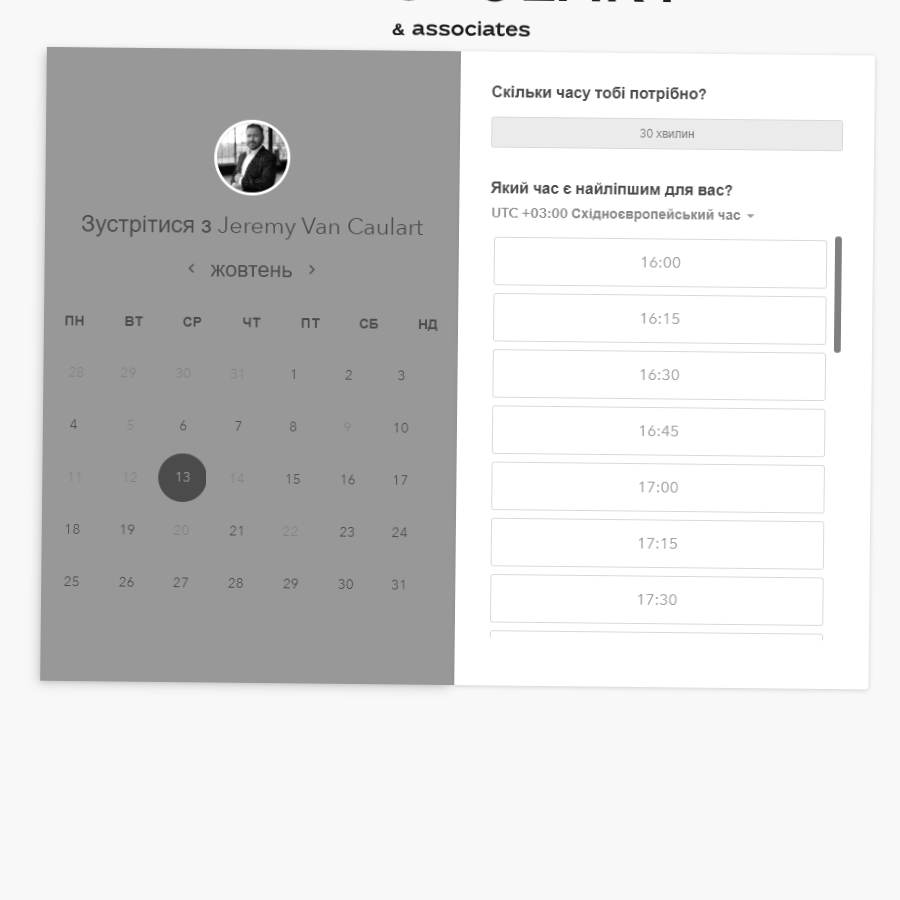 & associates
Зустрітися з Jeremy Van Caulart
жовтень
ПН ВТ СР ЧТ ПТ СБ НД
28 29 30 31 1 2 3
4 5 6 7 8 9 10
11 12 13 14 15 16 17
18 19 20 21 22 23 24
25 26 27 28 29 30 31
Скільки часу тобі потрібно?
30 хвилин
Який час є найліпшим для вас?
UTC +03:00 Східноєвропейський час
16:00
16:15
16:30
16:45
17:00
17:15
17:30